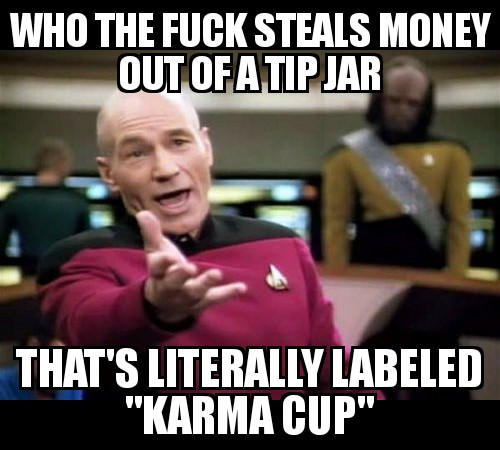 WHO THE FUCK STEALS MONEY
OUT OF A TIP JAR
THAT'S LITERALLY LABELED
"KARMA CUP"